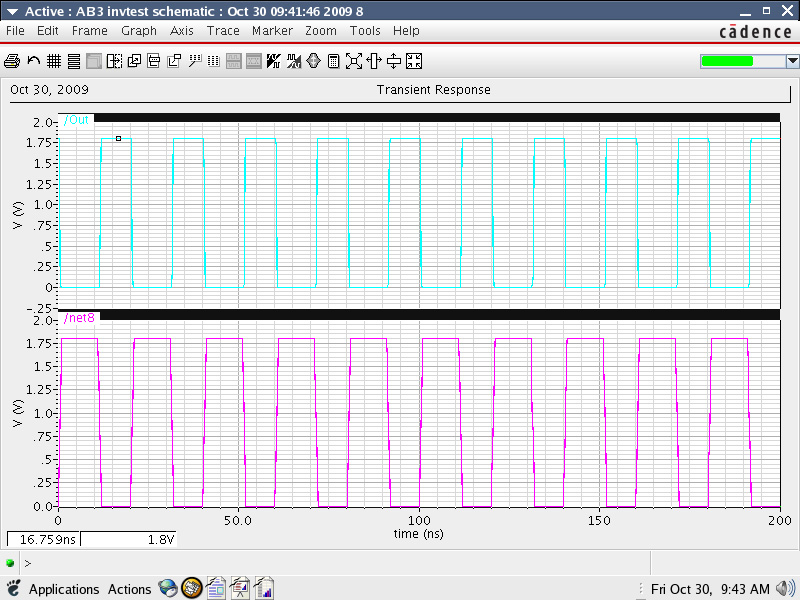 Active : AB3 invtest schematic : Oct 30 09:41:46 2009 8
File Edit Frame Graph Axis Trace Marker Zoom Tools Help
cādence
Oct 30, 2009 Transient Response
/Out
2.0
1.75
1.5
1.25
1.0
.75
.5
.25
0
-.25
V (V)
/net8
2.0
1.75
1.5
1.25
1.0
.75
.5
.25
0.0
V (V)
0 50.0 100 150 200
time (ns)
16.759ns 1.8V
>
Applications Actions Fri Oct 30, 9:43 AM